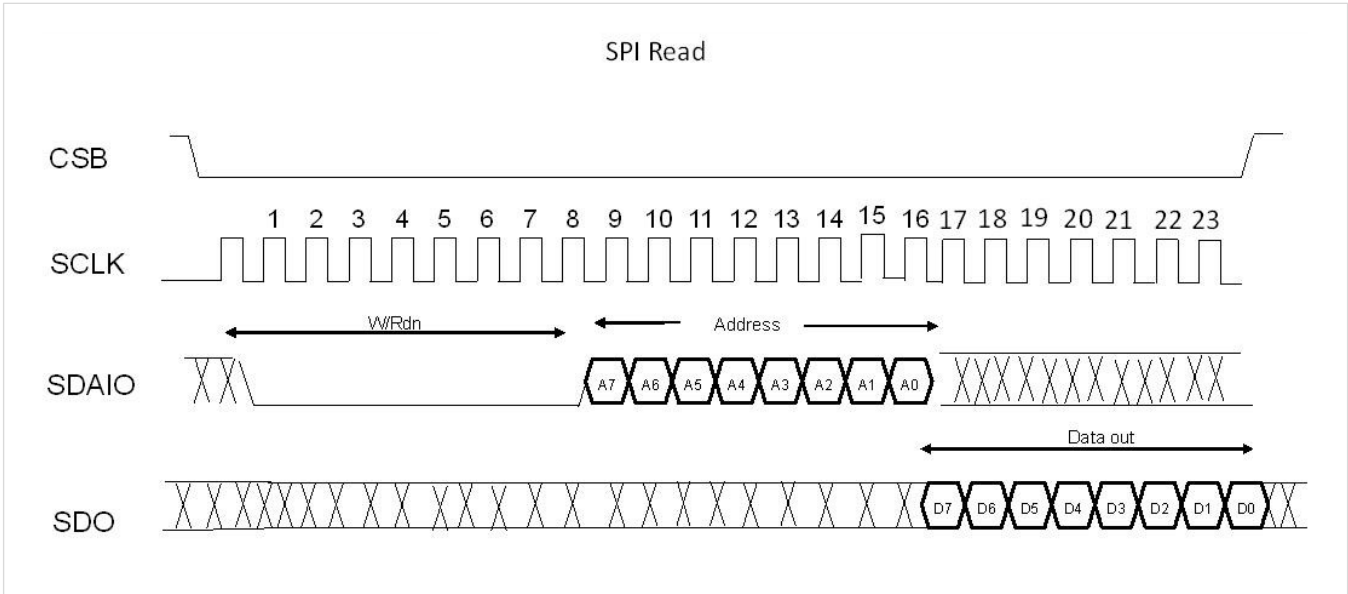 SPI Read
CSB
1 2 3 4 5 6 7 8 9 10 11 12 13 14 15 16 17 18 19 20 21 22 23
SCLK
W/Rdn Address
SDAIO A7 A6 A5 A4 A3 A2 A1 A0
Data out
SDO D7 D6 D5 D4 D3 D2 D1 D0